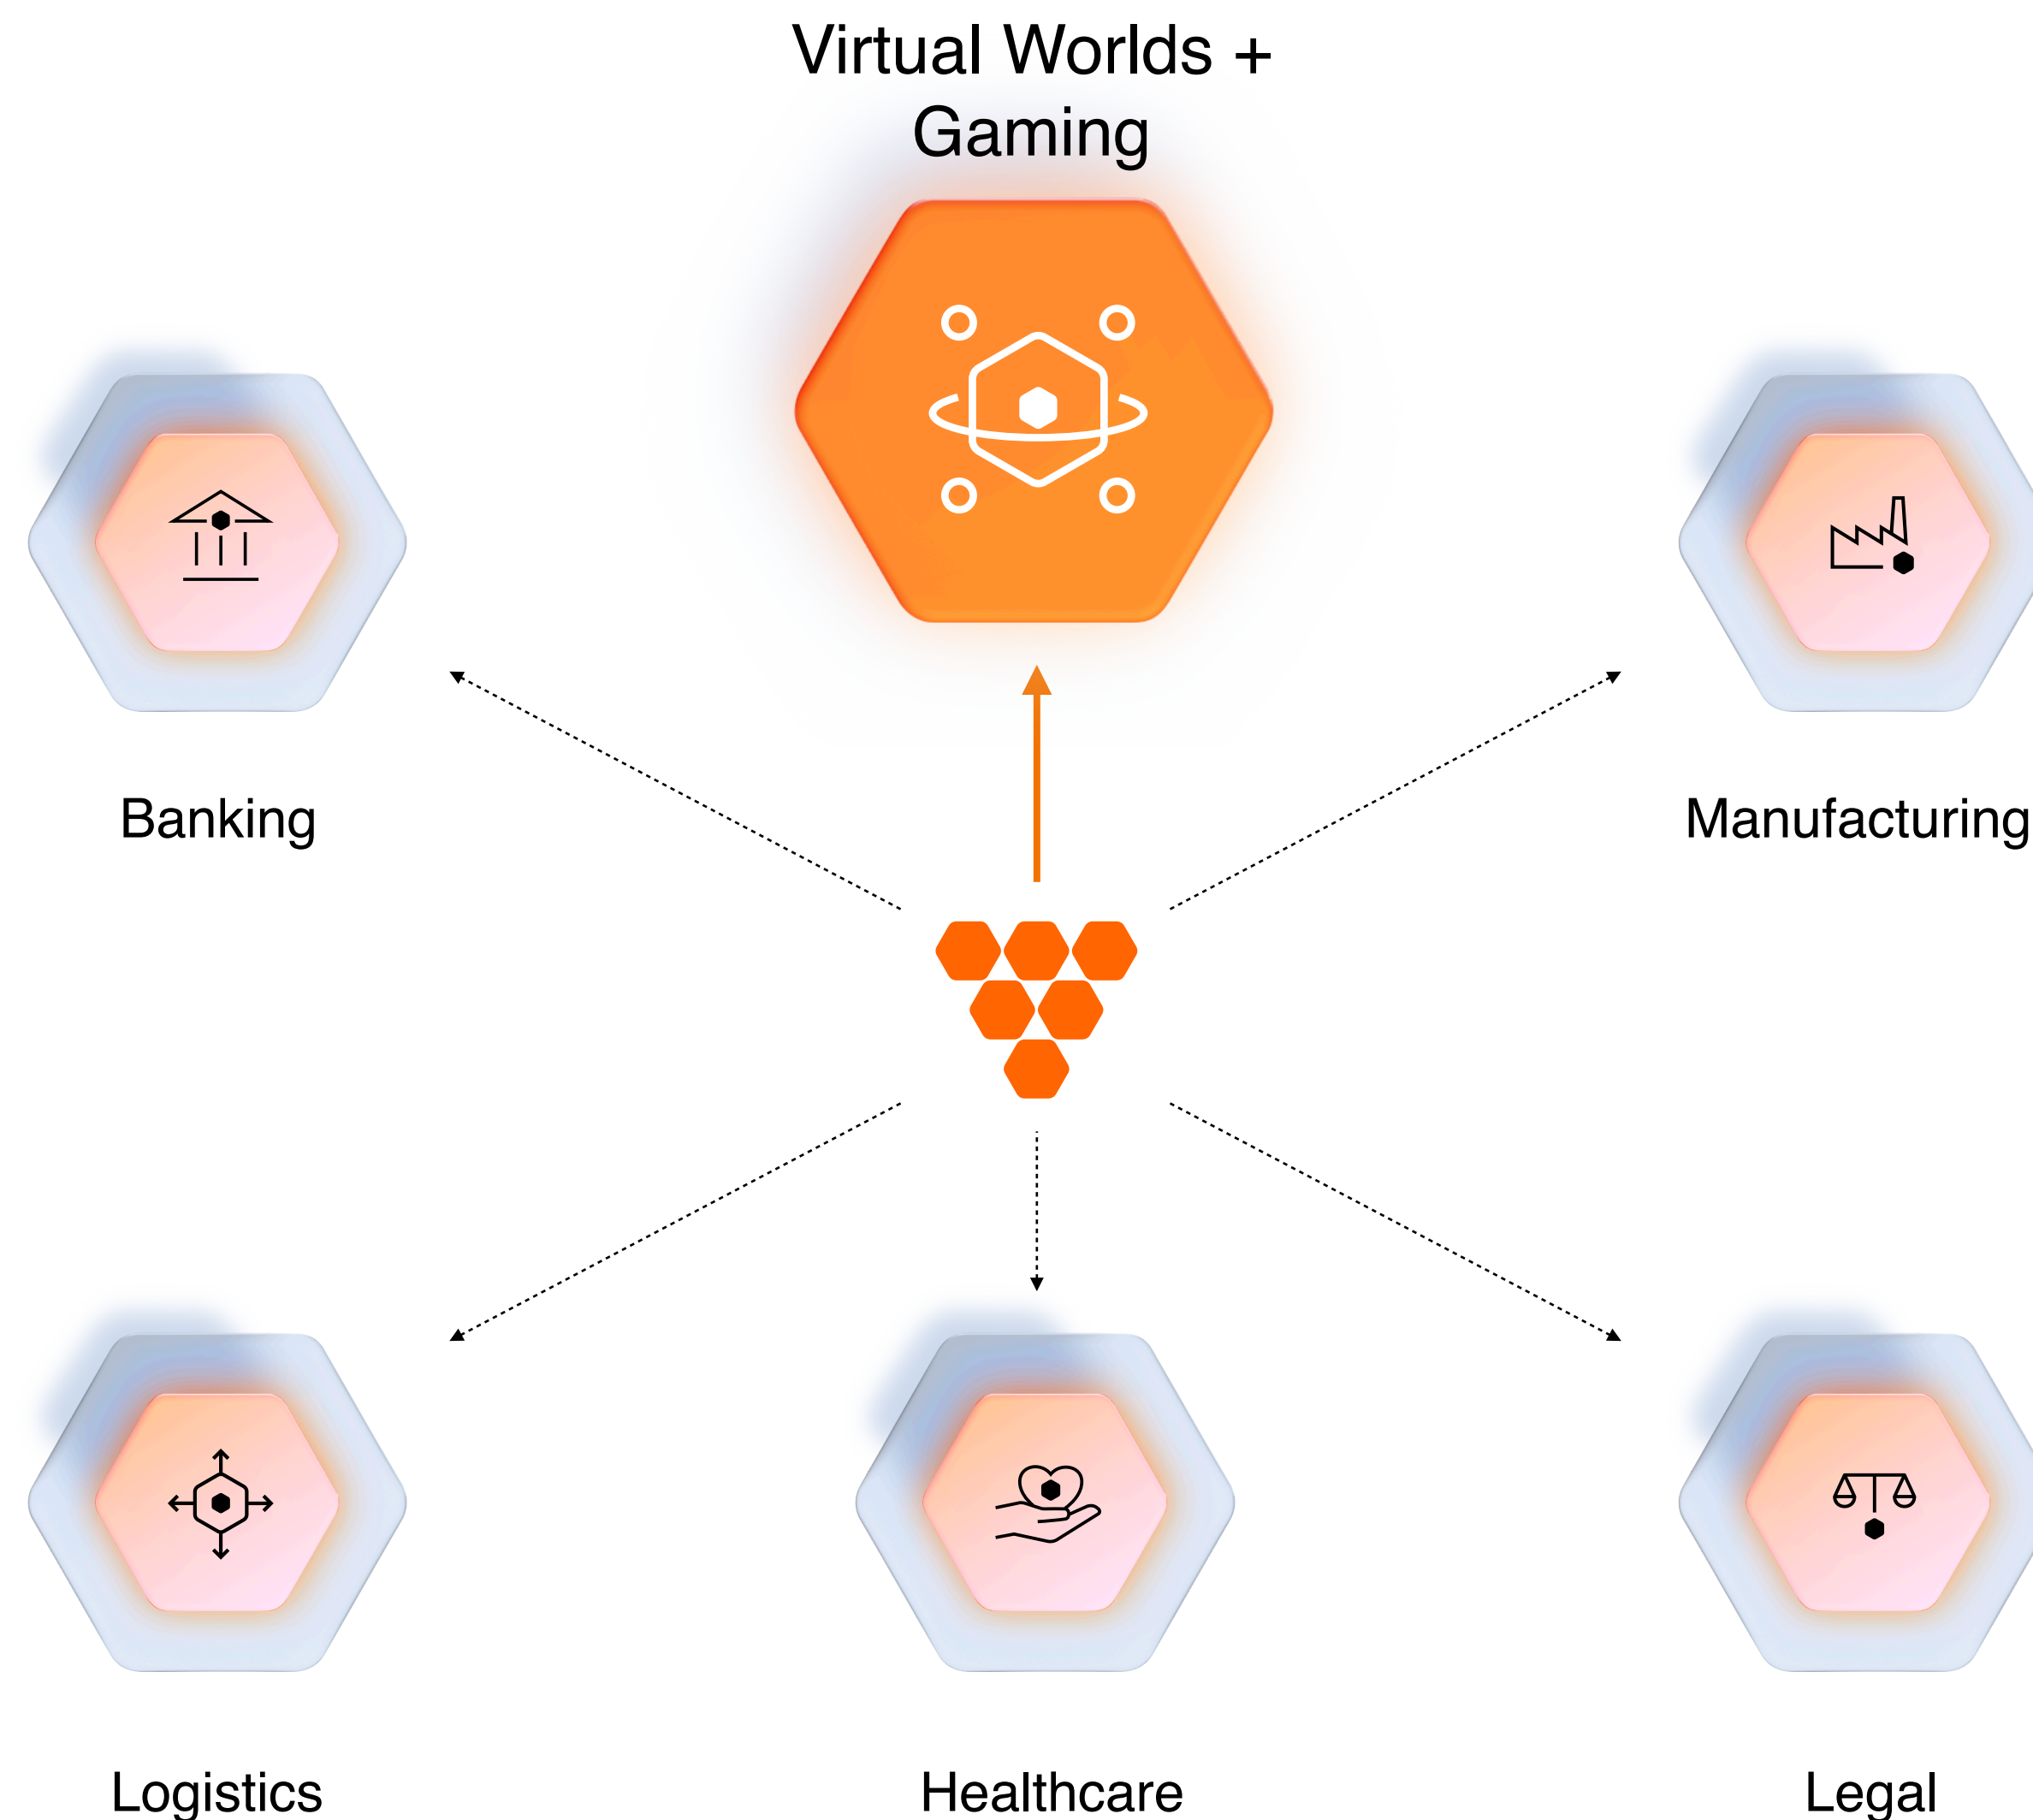 Virtual Worlds +
Gaming
Banking
Manufacturing
Logistics
Healthcare
Legal